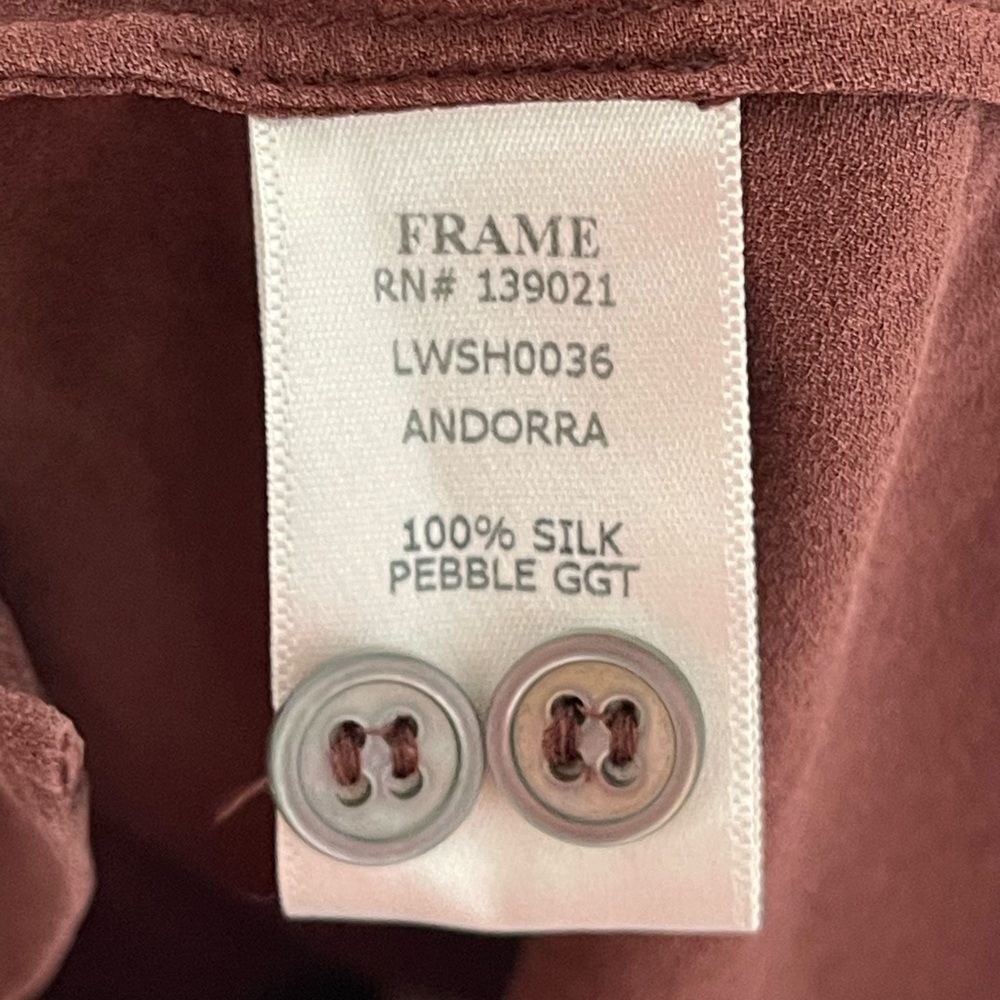 FRAME
RN# 139021
LWSH0036
ANDORRA
100% SILK
PEBBLE GGT